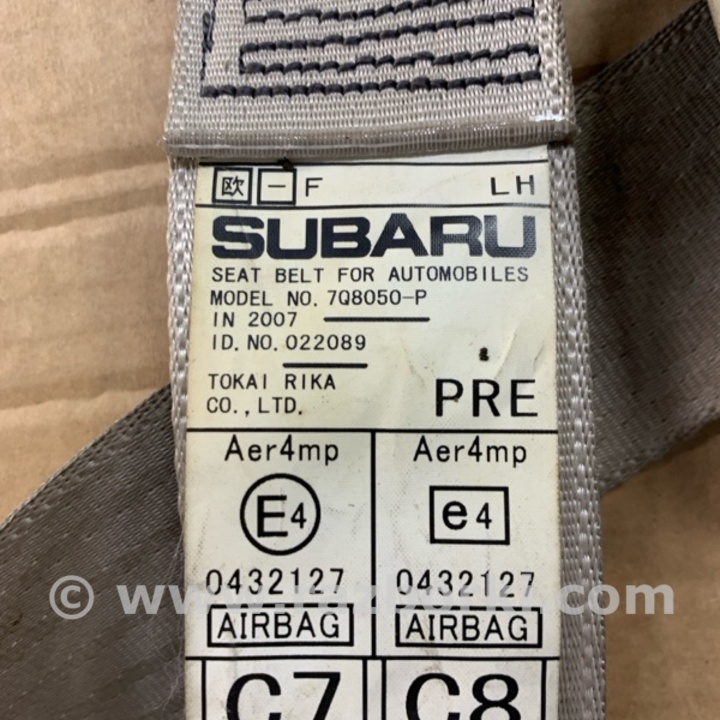 欧 一 F LH
SUBARU
SEAT BELT FOR AUTOMOBILES
MODEL NO. 7Q8050-P
IN 2007
ID. NO. 022089
TOKAI RIKA
CO., LTD.
PRE
Aer4mp Aer4mp
E4 e4
0432127 0432127
AIRBAG AIRBAG
C7 C8